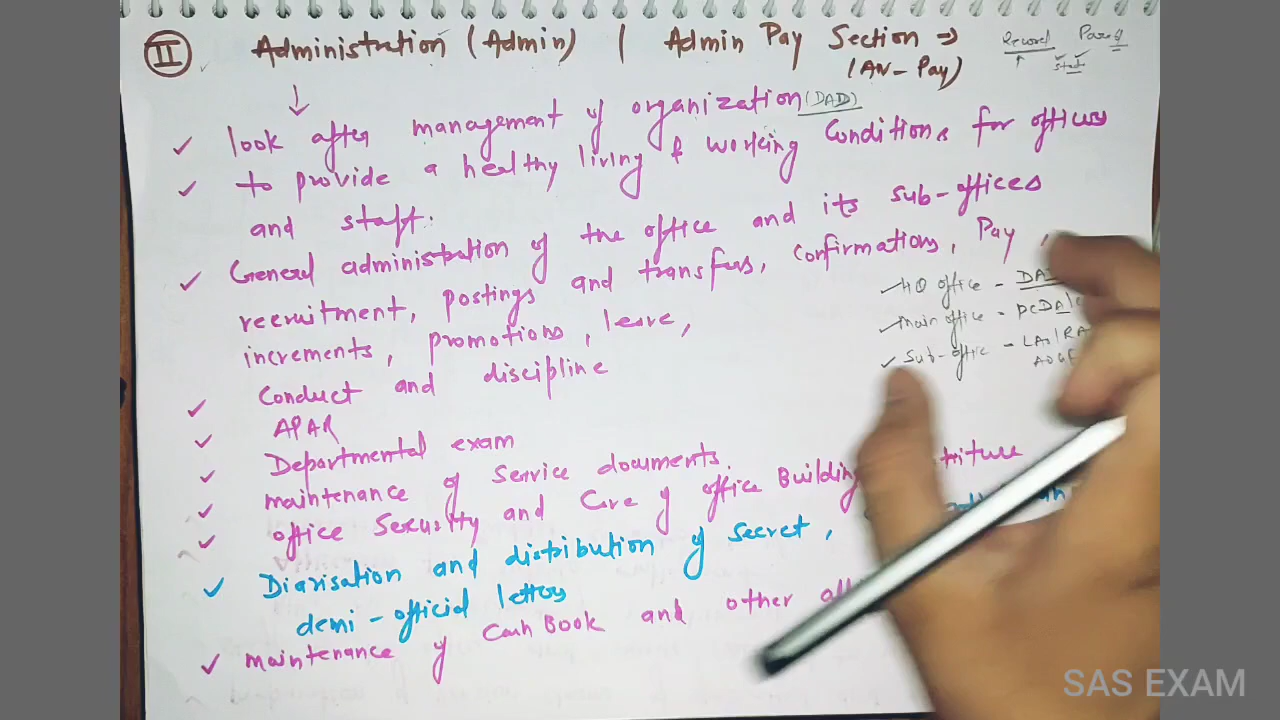 II Administration (Admin) | Admin Pay Section ⇒
(AN-Pay)
Record
look after management of organization (DAD)
to provide a healthy living & working Conditions for officers
and staff.
General administration of the office and its sub-offices
recruitment, postings and transfers, confirmations, Pay,
increments, promotions, leave,
HQ office - DAD
main office - PCDA
Sub-office - LAO
Conduct and discipline
APAR
Departmental exam
maintenance of service documents.
office Security and Care of office Building
Diarisation and distribution of secret,
demi-official letters
maintenance of Cash Book and other
SAS EXAM